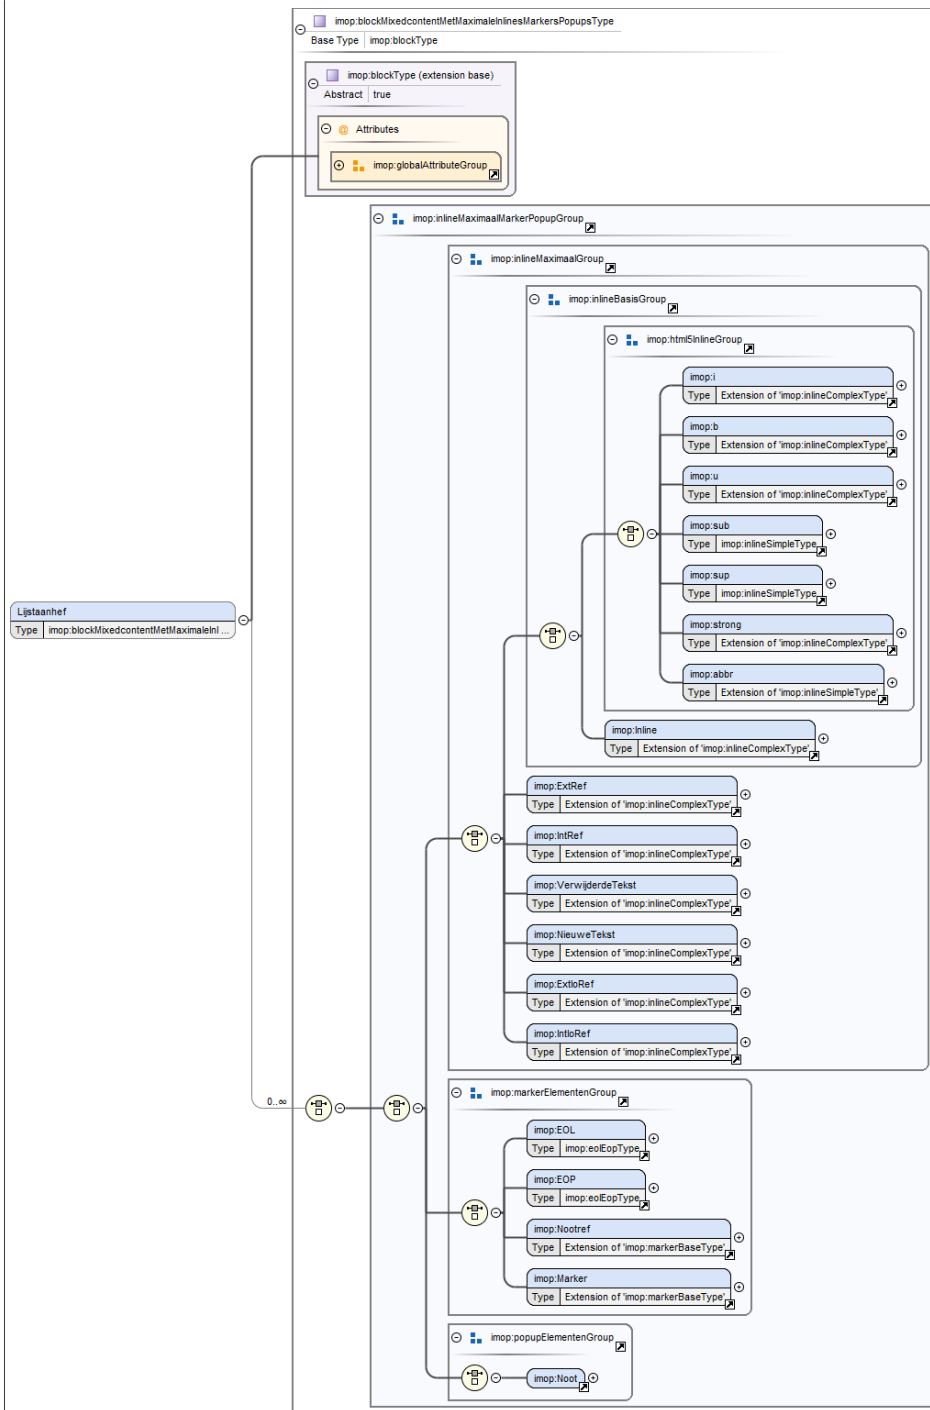 imop:blockMixedcontentMetMaximaleInlinesMarkersPopupsType
Base Type imop:blockType
imop:blockType (extension base)
Abstract true
@ Attributes
imop:globalAttributeGroup
imop:inlineMaximaalMarkerPopupGroup
imop:inlineMaximaalGroup
imop:inlineBasisGroup
imop:html5InlineGroup
imop:i
Type Extension of 'imop:inlineComplexType'
imop:b
Type Extension of 'imop:inlineComplexType'
imop:u
Type Extension of 'imop:inlineComplexType'
imop:sub
Type imop:inlineSimpleType
imop:sup
Type imop:inlineSimpleType
imop:strong
Type Extension of 'imop:inlineComplexType'
imop:abbr
Type Extension of 'imop:inlineSimpleType'
imop:Inline
Type Extension of 'imop:inlineComplexType'
Lijstaanhef
Type imop:blockMixedcontentMetMaximaleInl ...
imop:ExtRef
Type Extension of 'imop:inlineComplexType'
imop:IntRef
Type Extension of 'imop:inlineComplexType'
imop:VerwijderdeTekst
Type Extension of 'imop:inlineComplexType'
imop:NieuweTekst
Type Extension of 'imop:inlineComplexType'
imop:ExtIoRef
Type Extension of 'imop:inlineComplexType'
imop:IntIoRef
Type Extension of 'imop:inlineComplexType'
0..∞
imop:markerElementenGroup
imop:EOL
Type imop:eolEopType
imop:EOP
Type imop:eolEopType
imop:Nootref
Type Extension of 'imop:markerBaseType'
imop:Marker
Type Extension of 'imop:markerBaseType'
imop:popupElementenGroup
imop:Noot